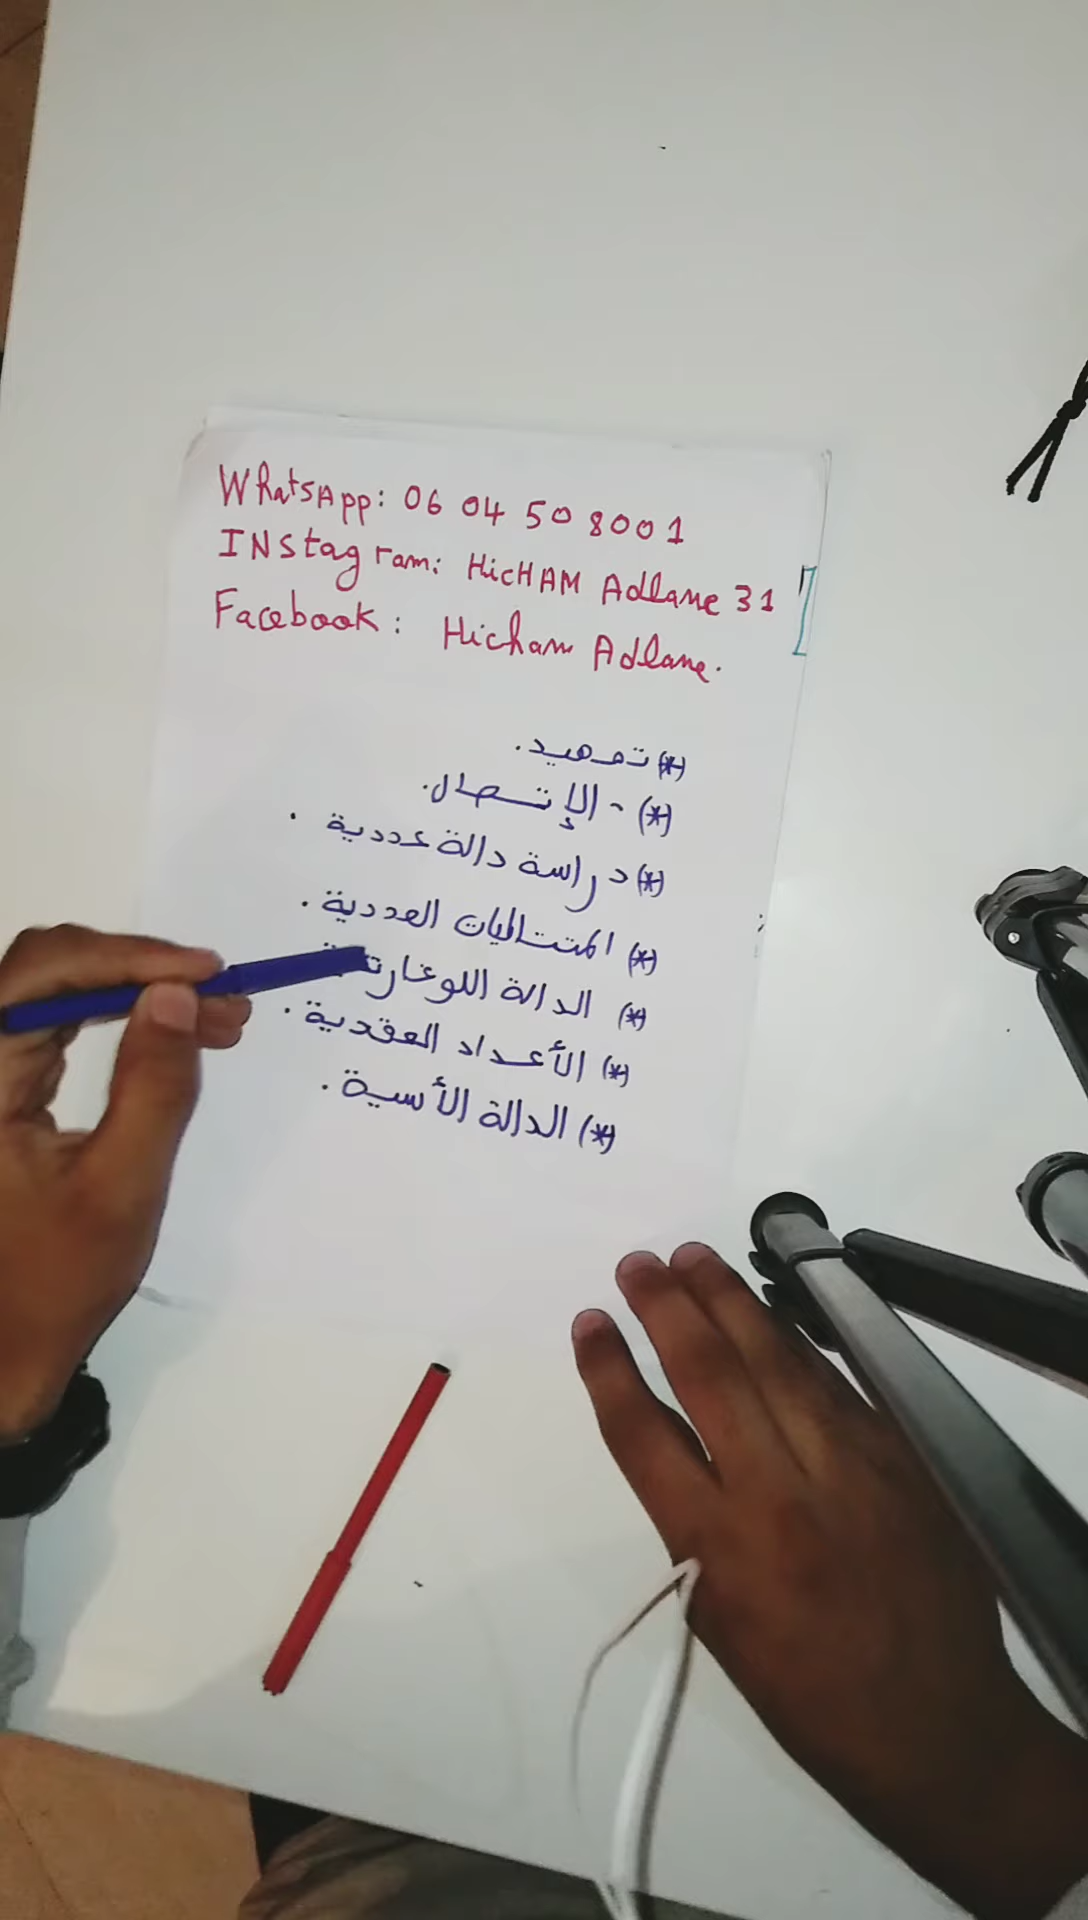 WhatsApp: 06 04 50 8001
INstagram: HicHAM Adlane 31
Facebook: Hicham Adlane.
(*) تمهيد.
(*) - الإتصال.
(*) دراسة دالة عددية.
(*) المتتاليات العددية.
(*) الدالة
(*) الأعداد العقدية.
(*) الدالة الأسية.